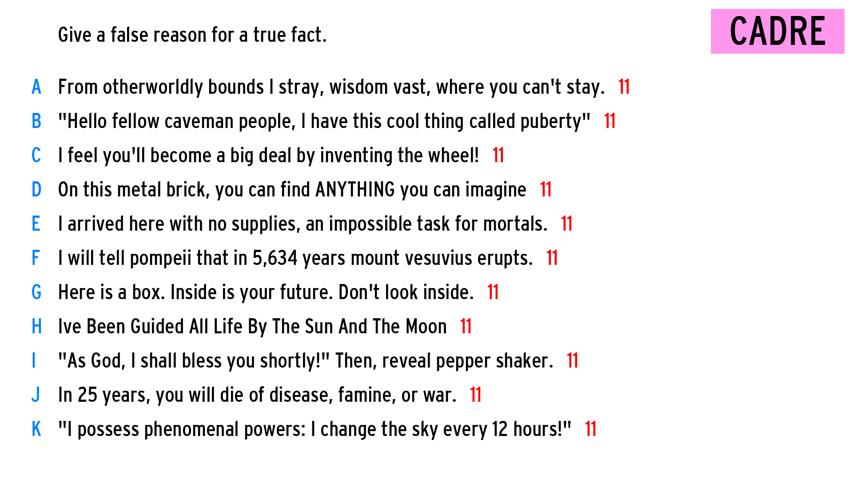 Give a false reason for a true fact.
CADRE
A From otherworldly bounds I stray, wisdom vast, where you can't stay. 11
B "Hello fellow caveman people, I have this cool thing called puberty" 11
C I feel you'll become a big deal by inventing the wheel! 11
D On this metal brick, you can find ANYTHING you can imagine 11
E I arrived here with no supplies, an impossible task for mortals. 11
F I will tell pompeii that in 5,634 years mount vesuvius erupts. 11
G Here is a box. Inside is your future. Don't look inside. 11
H Ive Been Guided All Life By The Sun And The Moon 11
I "As God, I shall bless you shortly!" Then, reveal pepper shaker. 11
J In 25 years, you will die of disease, famine, or war. 11
K "I possess phenomenal powers: I change the sky every 12 hours!" 11